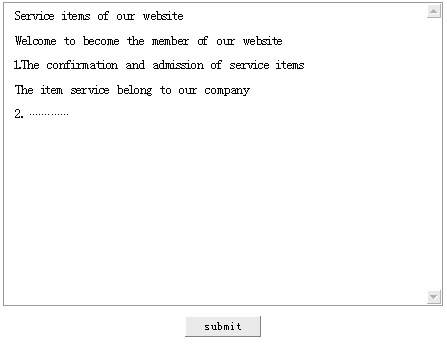 Service items of our website
Welcome to become the member of our website
1.The confirmation and admission of service items
The item service belong to our company
2. …………
submit